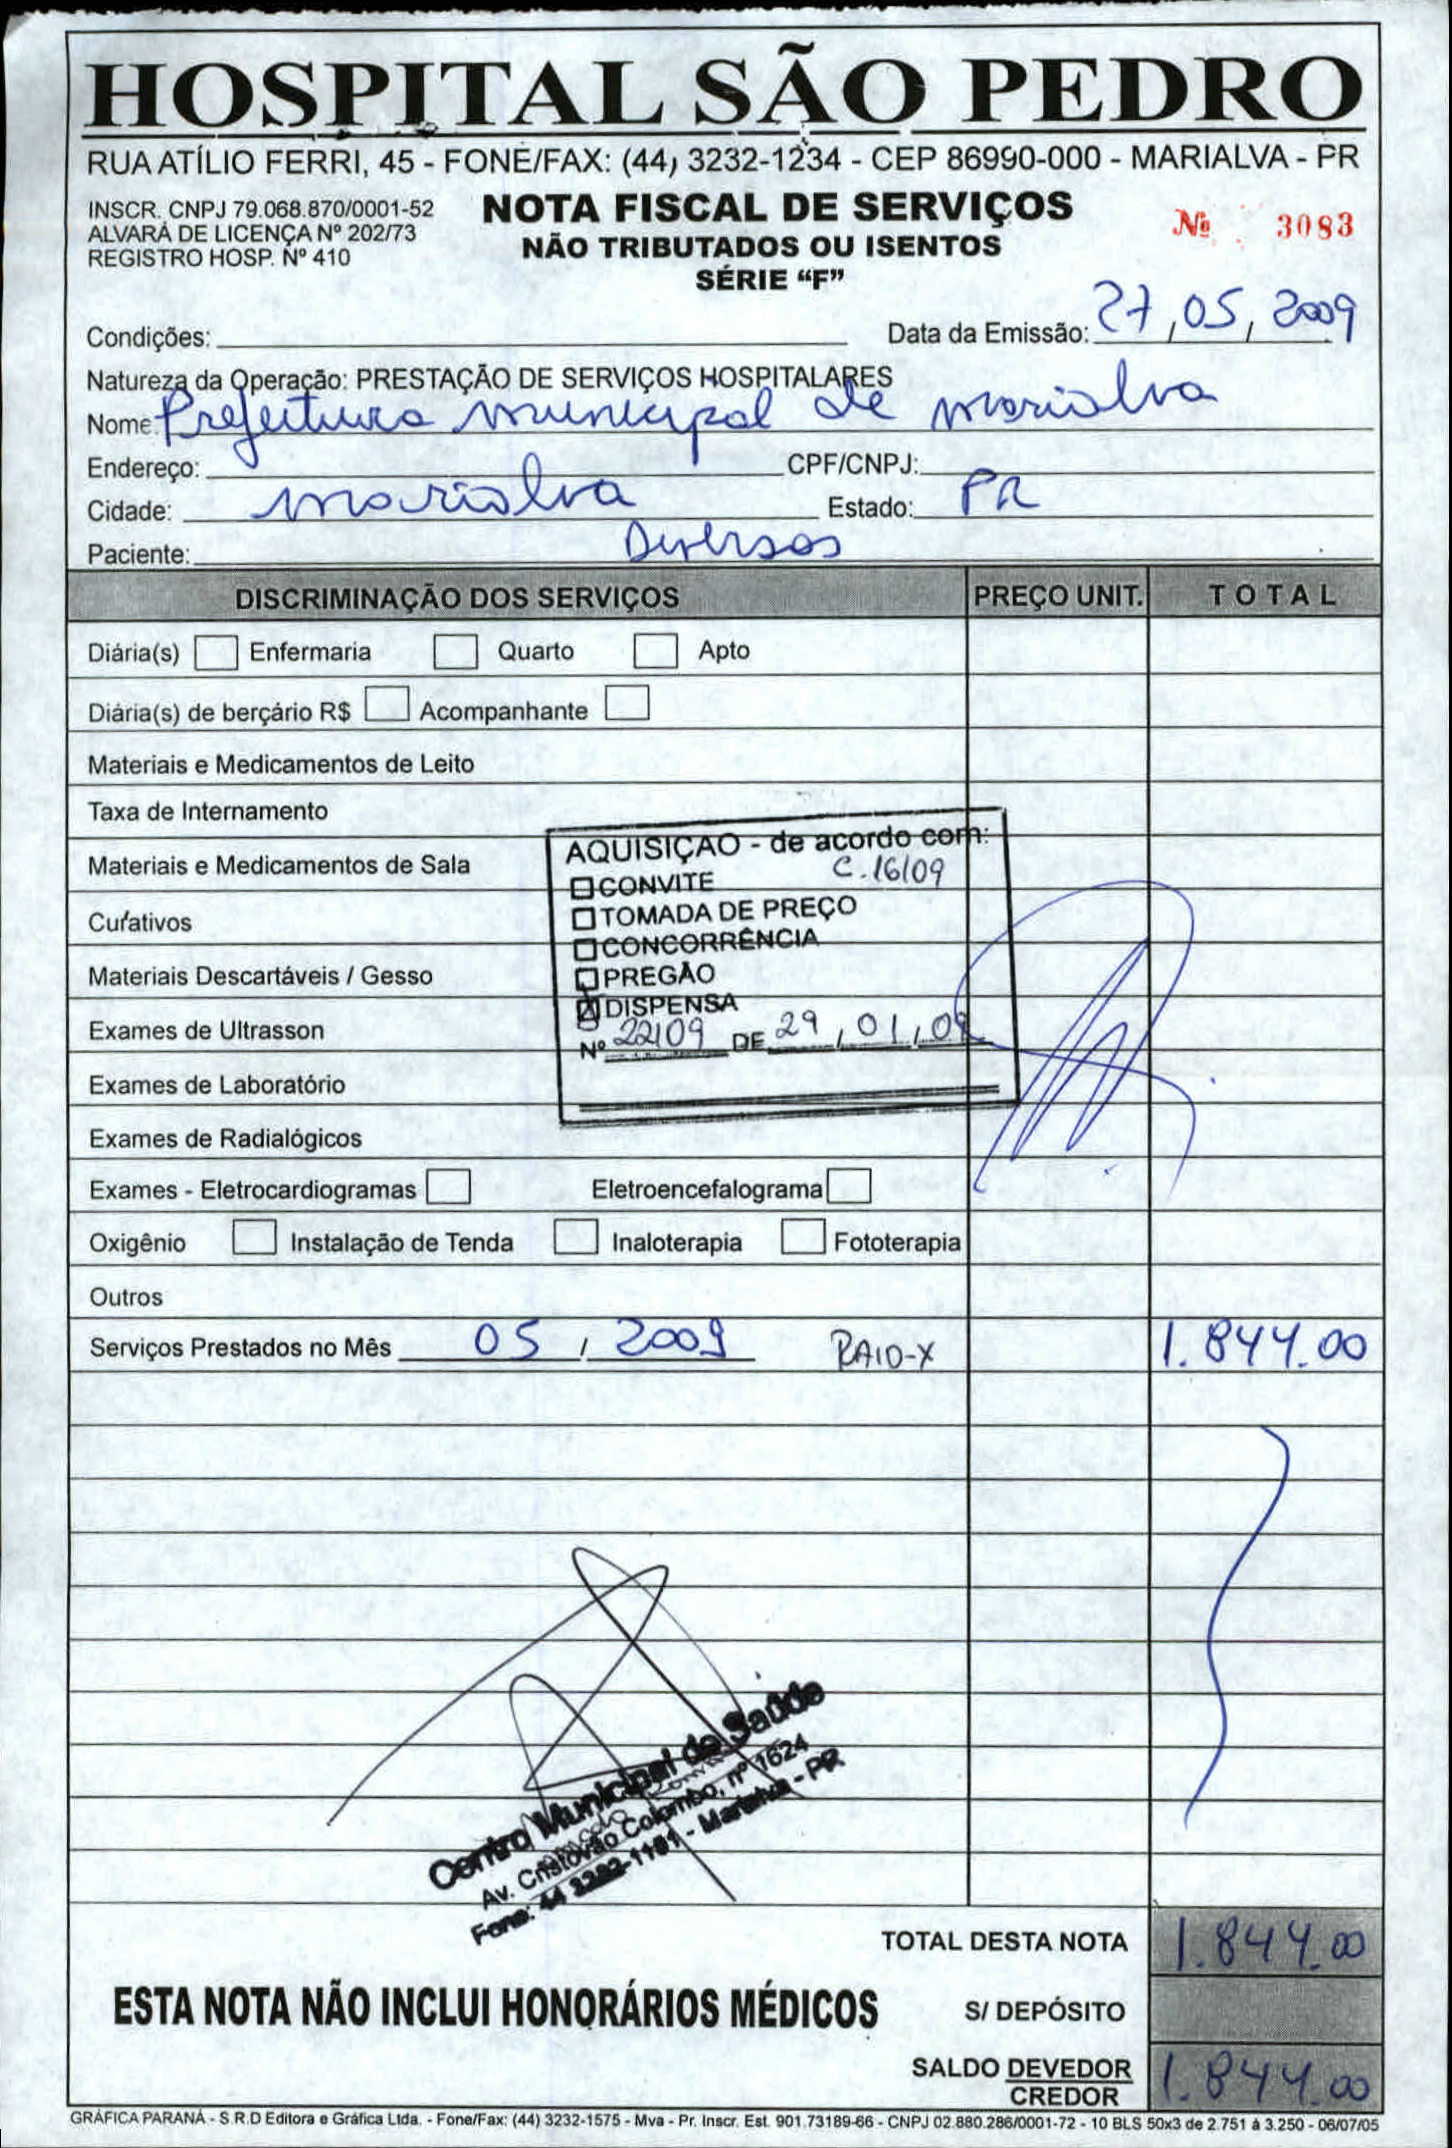 HOSPITAL SÃO PEDRO
RUA ATÍLIO FERRI, 45 - FONE/FAX: (44) 3232-1234 - CEP 86990-000 - MARIALVA - PR
INSCR. CNPJ 79.068.870/0001-52
ALVARÁ DE LICENÇA Nº 202/73
REGISTRO HOSP. Nº 410
NOTA FISCAL DE SERVIÇOS
NÃO TRIBUTADOS OU ISENTOS
SÉRIE “F”
Nº 3083
Condições: Data da Emissão: 27, 05, 2009
Natureza da Operação: PRESTAÇÃO DE SERVIÇOS HOSPITALARES
Nome: Prefeitura municipal de marialva
Endereço: CPF/CNPJ:
Cidade: marialva Estado: PR
Paciente: Diversos
DISCRIMINAÇÃO DOS SERVIÇOS PREÇO UNIT. TOTAL
Diária(s) Enfermaria Quarto Apto
Diária(s) de berçário R$ Acompanhante
Materiais e Medicamentos de Leito
Taxa de Internamento
Materiais e Medicamentos de Sala
Curativos
Materiais Descartáveis / Gesso
Exames de Ultrasson
Exames de Laboratório
Exames de Radialógicos
AQUISIÇÃO - de acordo com:
C. 16/09
CONVITE
TOMADA DE PREÇO
CONCORRÊNCIA
PREGÃO
DISPENSA
Nº 22/09 DE 29, 01, 09
Exames - Eletrocardiogramas Eletroencefalograma
Oxigênio Instalação de Tenda Inaloterapia Fototerapia
Outros
Serviços Prestados no Mês 05 / 2009 RAIO-X 1.844.00
Centro Municipal de Saúde
Av. Cristóvão Colombo, nº 1624
Fone: 44 3232-1181 - Marialva - PR
TOTAL DESTA NOTA 1.844.00
ESTA NOTA NÃO INCLUI HONORÁRIOS MÉDICOS
S/ DEPÓSITO
SALDO DEVEDOR
CREDOR 1.844.00
GRÁFICA PARANÁ - S.R.D Editora e Gráfica Ltda. - Fone/Fax: (44) 3232-1575 - Mva - Pr. Inscr. Est. 901.73189-66 - CNPJ 02.880.286/0001-72 - 10 BLS 50x3 de 2.751 à 3.250 - 06/07/05